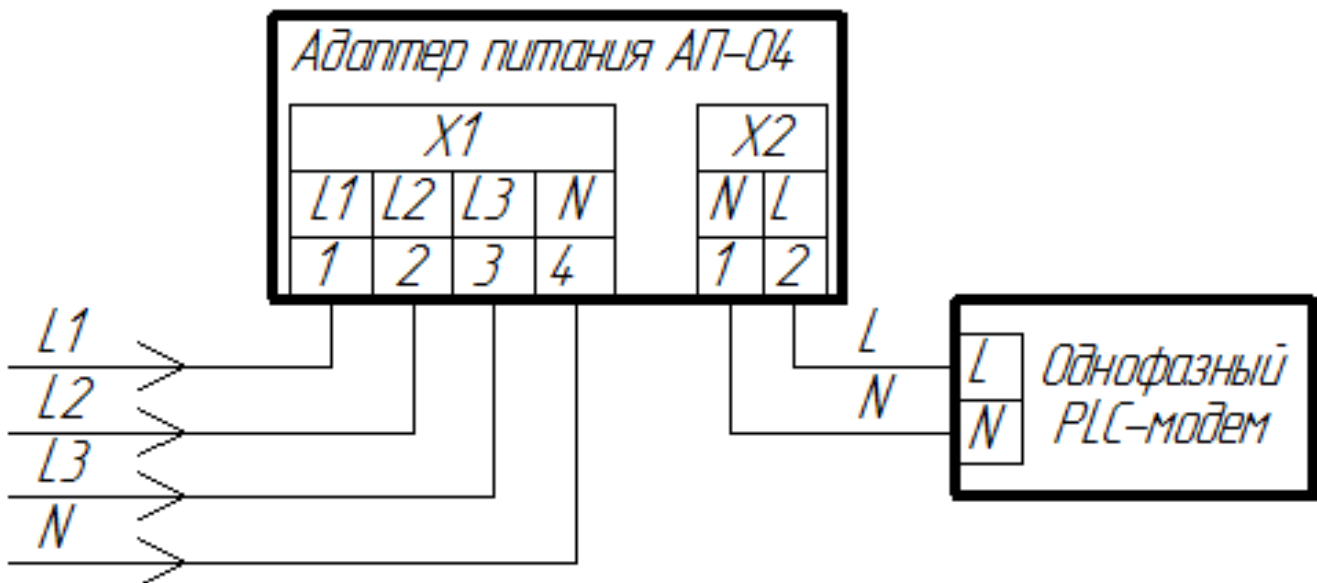 Адаптер питания АП-04
X1 X2
L1 L2 L3 N N L
1 2 3 4 1 2
L1
L2
L3
N
L
N
L
N
Однофазный
PLC-модем